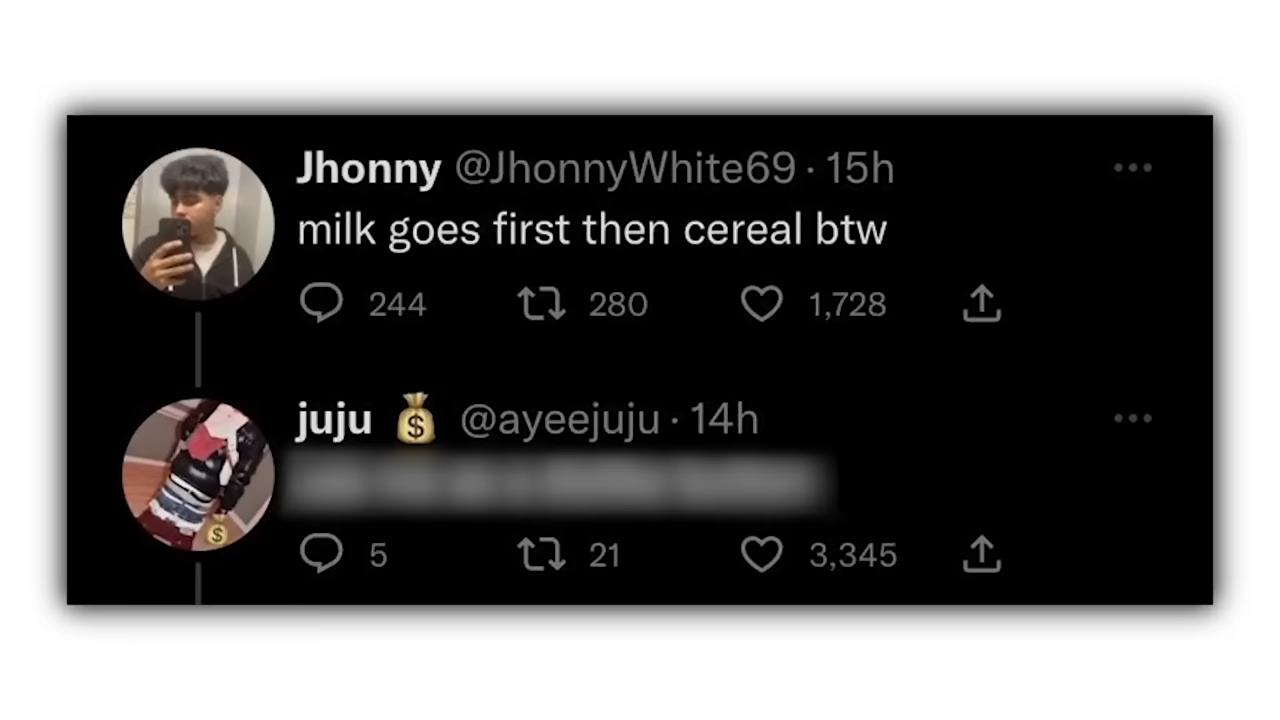 Jhonny @JhonnyWhite69 · 15h
milk goes first then cereal btw
244 280 1,728
juju 💰 @ayeejuju · 14h
5 21 3,345